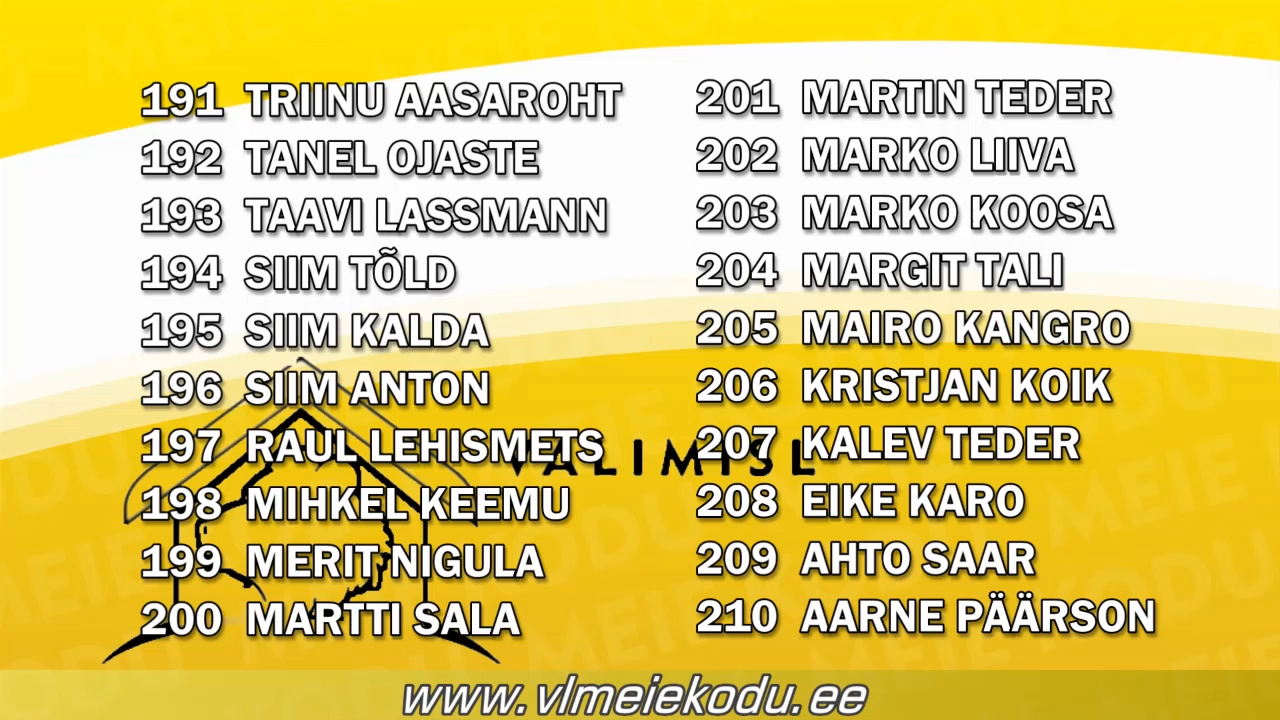 191 TRIINU AASAROHT
192 TANEL OJASTE
193 TAAVI LASSMANN
194 SIIM TÕLD
195 SIIM KALDA
196 SIIM ANTON
197 RAUL LEHISMETS
198 MIHKEL KEEMU
199 MERIT NIGULA
200 MARTTI SALA
201 MARTIN TEDER
202 MARKO LIIVA
203 MARKO KOOSA
204 MARGIT TALI
205 MAIRO KANGRO
206 KRISTJAN KOIK
207 KALEV TEDER
208 EIKE KARO
209 AHTO SAAR
210 AARNE PÄÄRSON
VALIMISL
www.vlmeiekodu.ee
MEIE KODU